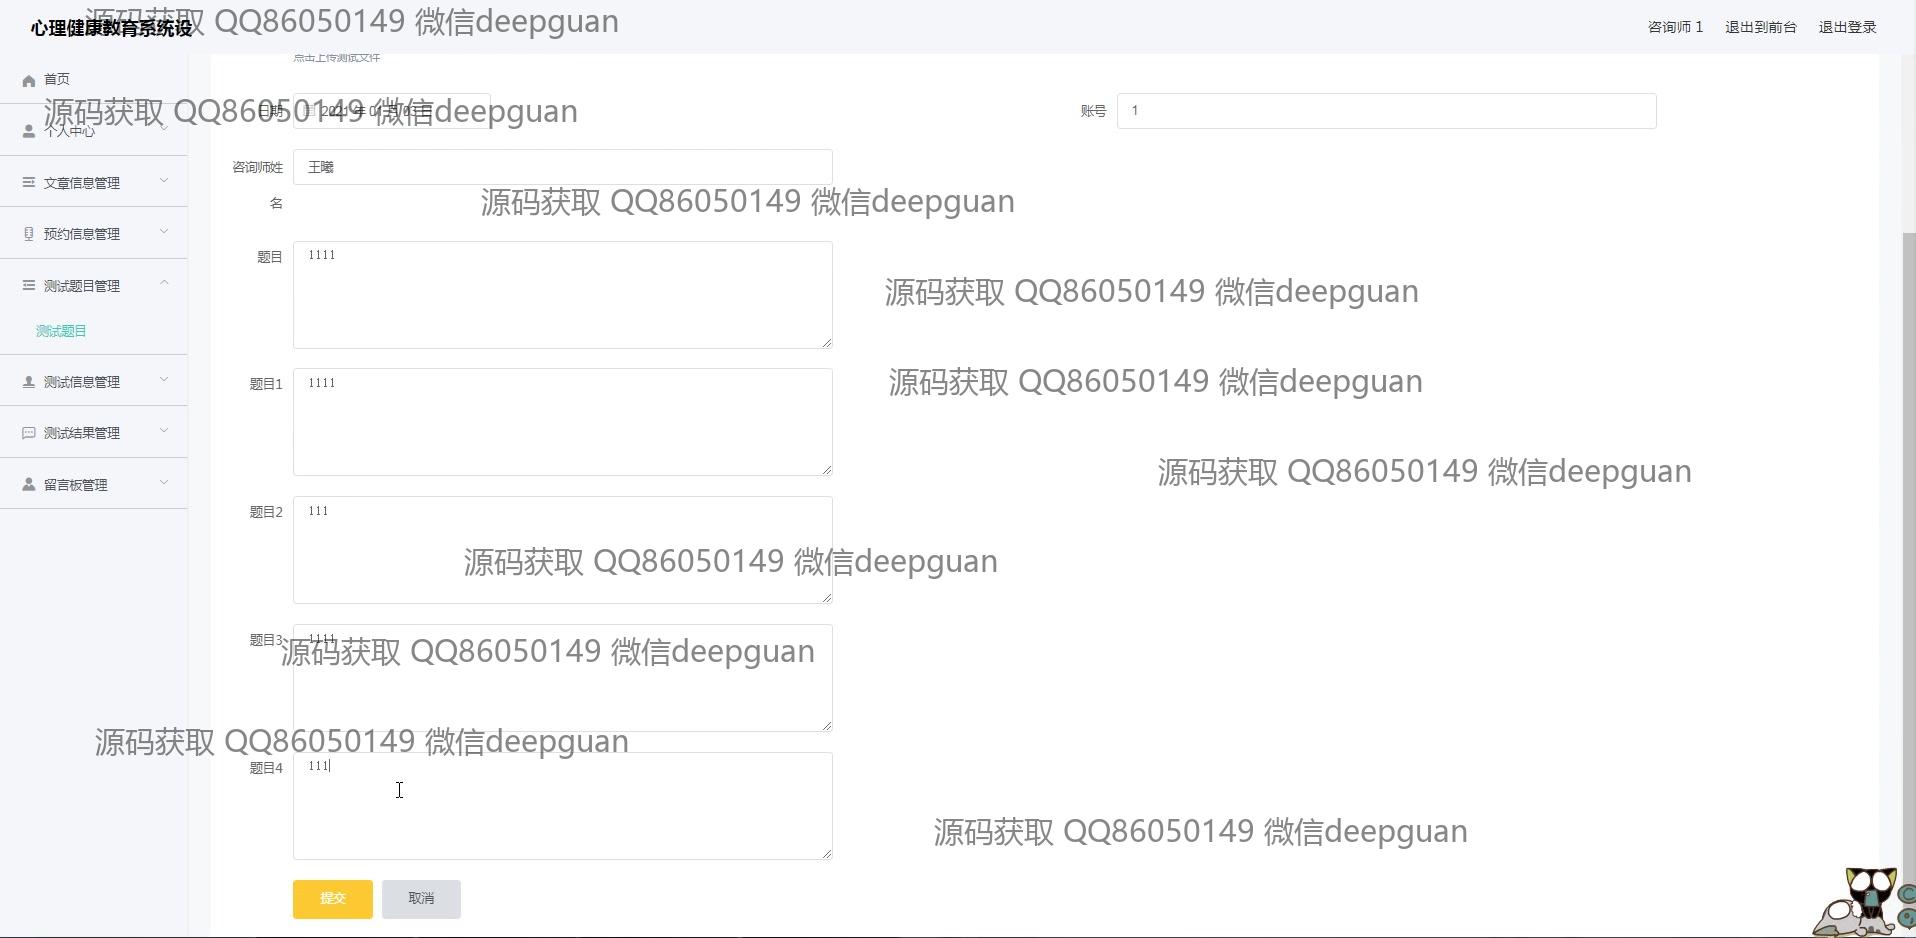 心理健康教育系统设
源码获取 QQ86050149 微信deepguan
咨询师 1
退出到前台
退出登录
点击上传测试文件
首页
源码获取 QQ86050149 微信deepguan
日期
2021 年 01 月 03 日
账号
1
个人中心
咨询师姓
名
王曦
文章信息管理
源码获取 QQ86050149 微信deepguan
预约信息管理
题目
1111
测试题目管理
源码获取 QQ86050149 微信deepguan
测试题目
测试信息管理
题目1
1111
源码获取 QQ86050149 微信deepguan
测试结果管理
源码获取 QQ86050149 微信deepguan
留言板管理
题目2
111
源码获取 QQ86050149 微信deepguan
题目3
1111
源码获取 QQ86050149 微信deepguan
源码获取 QQ86050149 微信deepguan
题目4
111
源码获取 QQ86050149 微信deepguan
提交
取消